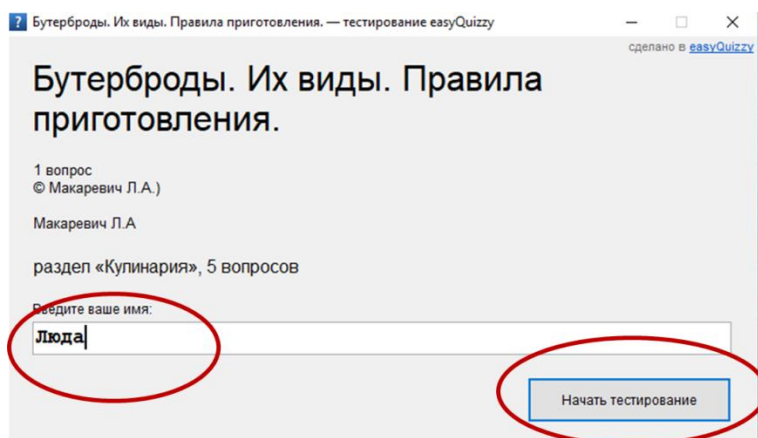 Бутерброды. Их виды. Правила приготовления. — тестирование easyQuizzy
сделано в easyQuizzy
Бутерброды. Их виды. Правила
приготовления.
1 вопрос
© Макаревич Л.А.)
Макаревич Л.А
раздел «Кулинария», 5 вопросов
Введите ваше имя:
Люда
Начать тестирование